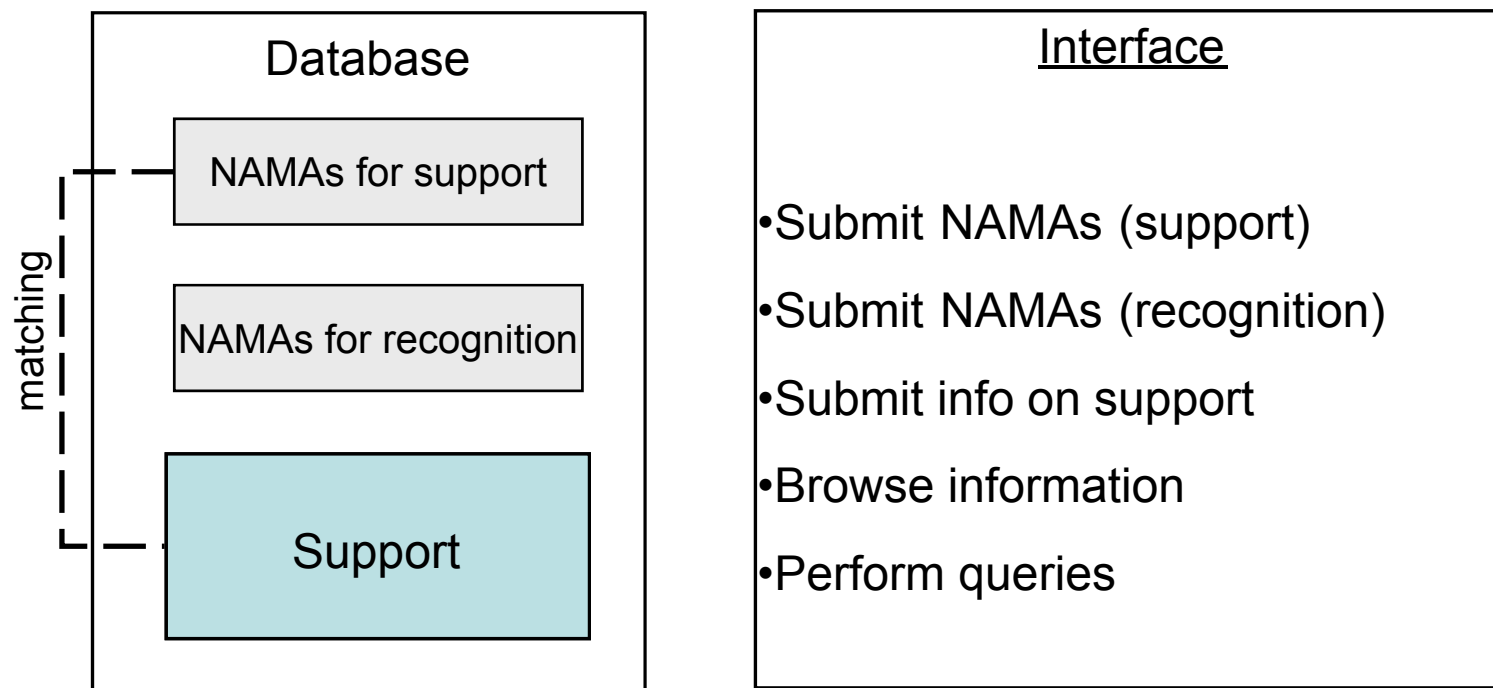 Database
NAMAs for support
NAMAs for recognition
Support
matching
Interface
•Submit NAMAs (support)
•Submit NAMAs (recognition)
•Submit info on support
•Browse information
•Perform queries